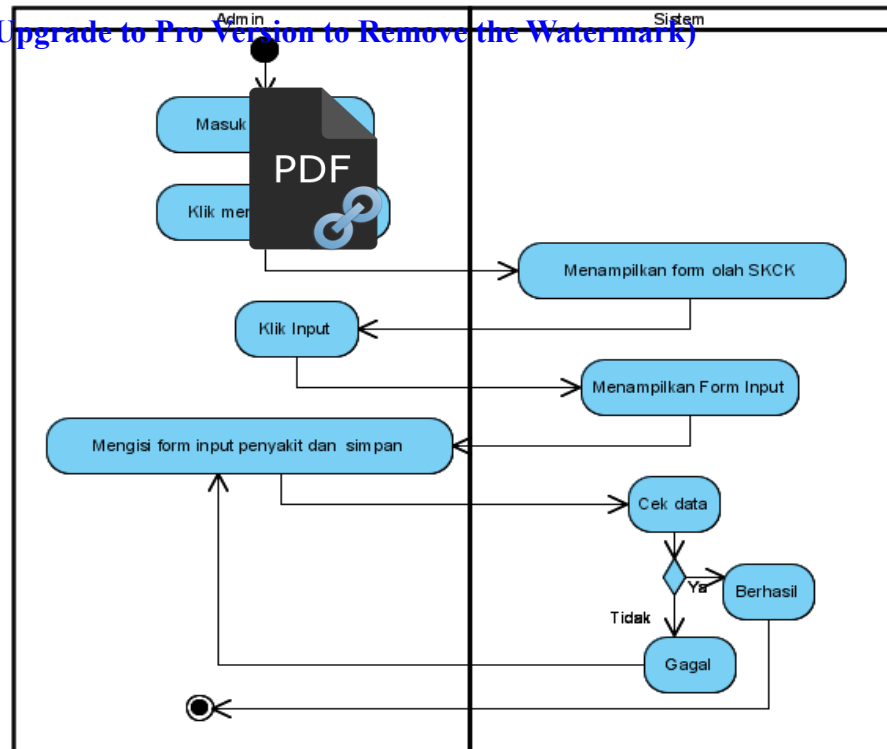 Admin
Sistem
Upgrade to Pro Version to Remove the Watermark)
Masuk
PDF
Klik
Menampilkan form olah SKCK
Klik Input
Menampilkan Form Input
Mengisi form input penyakit dan simpan
Cek data
Ya
Berhasil
Tidak
Gagal